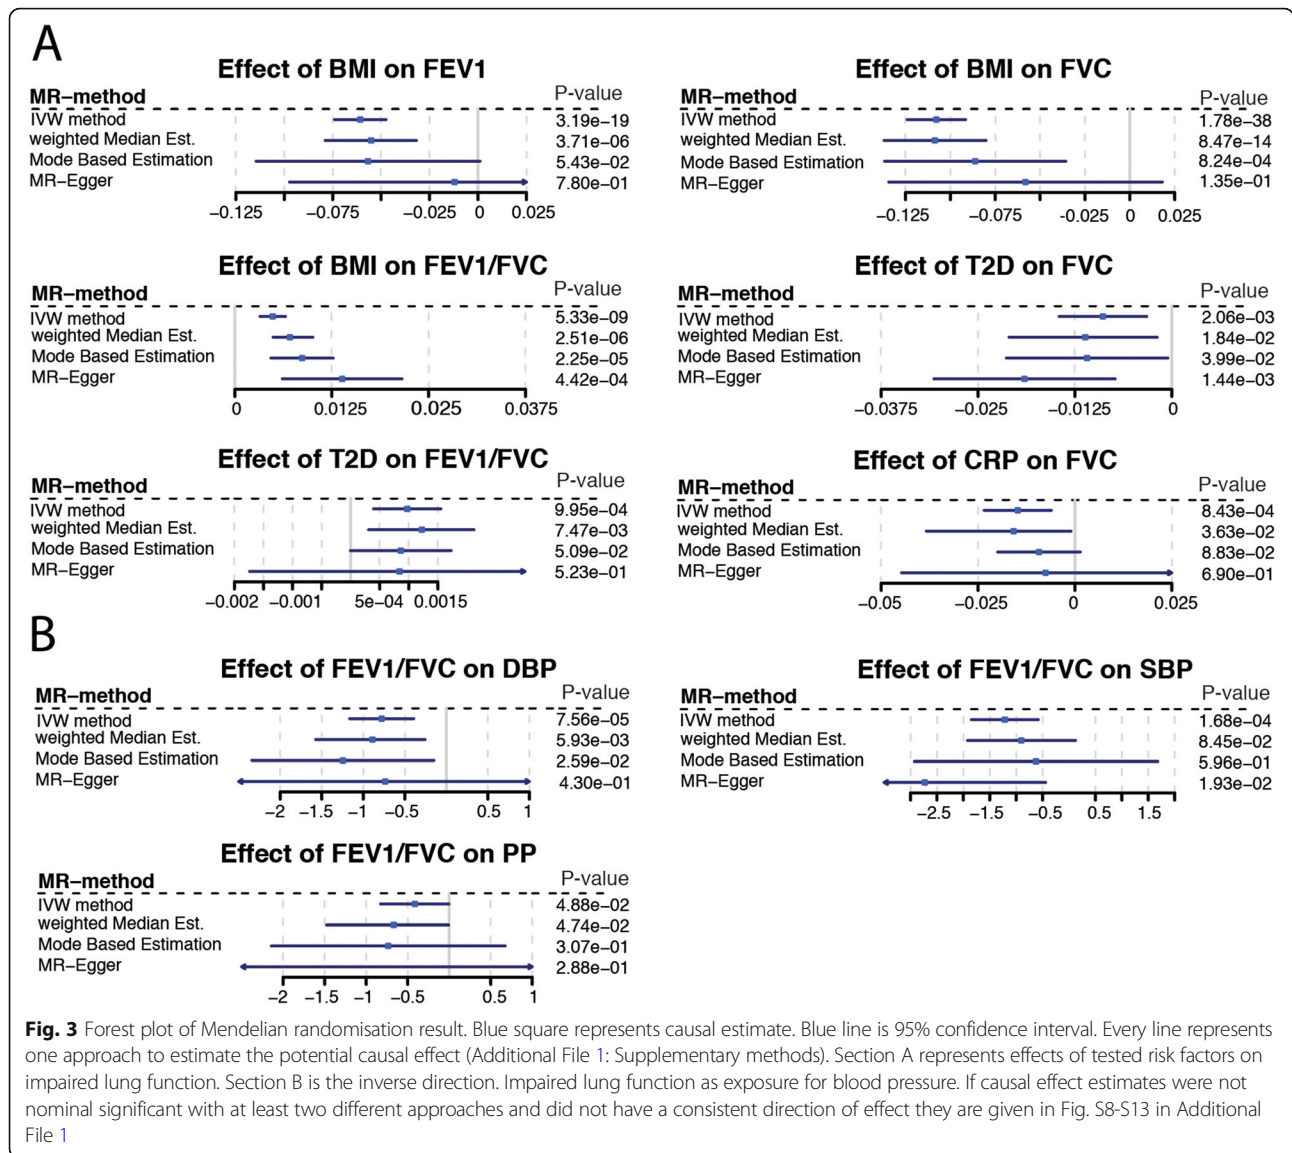 A
Effect of BMI on FEV1
MR−method P-value
IVW method 3.19e−19
weighted Median Est. 3.71e−06
Mode Based Estimation 5.43e−02
MR−Egger 7.80e−01
−0.125 −0.075 −0.025 0 0.025
Effect of BMI on FVC
MR−method P-value
IVW method 1.78e−38
weighted Median Est. 8.47e−14
Mode Based Estimation 8.24e−04
MR−Egger 1.35e−01
−0.125 −0.075 -0.025 0 0.025
Effect of BMI on FEV1/FVC
MR−method P-value
IVW method 5.33e−09
weighted Median Est. 2.51e−06
Mode Based Estimation 2.25e−05
MR−Egger 4.42e−04
0 0.0125 0.025 0.0375
Effect of T2D on FVC
MR−method P-value
IVW method 2.06e−03
weighted Median Est. 1.84e−02
Mode Based Estimation 3.99e−02
MR−Egger 1.44e−03
−0.0375 −0.025 −0.0125 0
Effect of T2D on FEV1/FVC
MR−method P-value
IVW method 9.95e−04
weighted Median Est. 7.47e−03
Mode Based Estimation 5.09e−02
MR−Egger 5.23e−01
−0.002 −0.001 5e−04 0.0015
Effect of CRP on FVC
MR−method P-value
IVW method 8.43e−04
weighted Median Est. 3.63e−02
Mode Based Estimation 8.83e−02
MR−Egger 6.90e−01
−0.05 −0.025 0 0.025
B
Effect of FEV1/FVC on DBP
MR−method P-value
IVW method 7.56e−05
weighted Median Est. 5.93e−03
Mode Based Estimation 2.59e−02
MR−Egger 4.30e−01
−2 −1.5 −1 −0.5 0.5 1
Effect of FEV1/FVC on SBP
MR−method P-value
IVW method 1.68e−04
weighted Median Est. 8.45e−02
Mode Based Estimation 5.96e−01
MR−Egger 1.93e−02
−2.5 −1.5 −0.5 0.5 1.5
Effect of FEV1/FVC on PP
MR−method P-value
IVW method 4.88e−02
weighted Median Est. 4.74e−02
Mode Based Estimation 3.07e−01
MR−Egger 2.88e−01
−2 −1.5 −1 −0.5 0.5 1
Fig. 3 Forest plot of Mendelian randomisation result. Blue square represents causal estimate. Blue line is 95% confidence interval. Every line represents
one approach to estimate the potential causal effect (Additional File 1: Supplementary methods). Section A represents effects of tested risk factors on
impaired lung function. Section B is the inverse direction. Impaired lung function as exposure for blood pressure. If causal effect estimates were not
nominal significant with at least two different approaches and did not have a consistent direction of effect they are given in Fig. S8-S13 in Additional
File 1